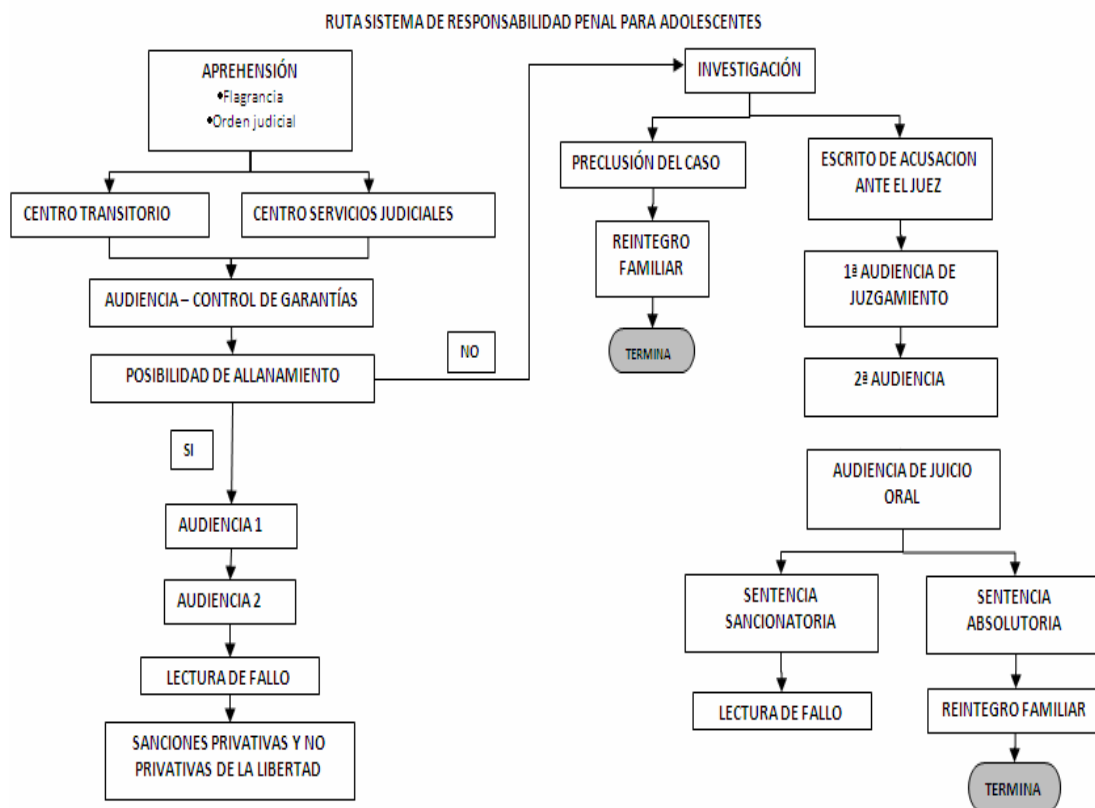 RUTA SISTEMA DE RESPONSABILIDAD PENAL PARA ADOLESCENTES
APREHENSIÓN
•Flagrancia
•Orden judicial
CENTRO TRANSITORIO
CENTRO SERVICIOS JUDICIALES
AUDIENCIA – CONTROL DE GARANTÍAS
POSIBILIDAD DE ALLANAMIENTO
NO
SI
AUDIENCIA 1
AUDIENCIA 2
LECTURA DE FALLO
SANCIONES PRIVATIVAS Y NO
PRIVATIVAS DE LA LIBERTAD
INVESTIGACIÓN
PRECLUSIÓN DEL CASO
REINTEGRO
FAMILIAR
TERMINA
ESCRITO DE ACUSACION
ANTE EL JUEZ
1ª AUDIENCIA DE
JUZGAMIENTO
2ª AUDIENCIA
AUDIENCIA DE JUICIO
ORAL
SENTENCIA
SANCIONATORIA
LECTURA DE FALLO
SENTENCIA
ABSOLUTORIA
REINTEGRO FAMILIAR
TERMINA